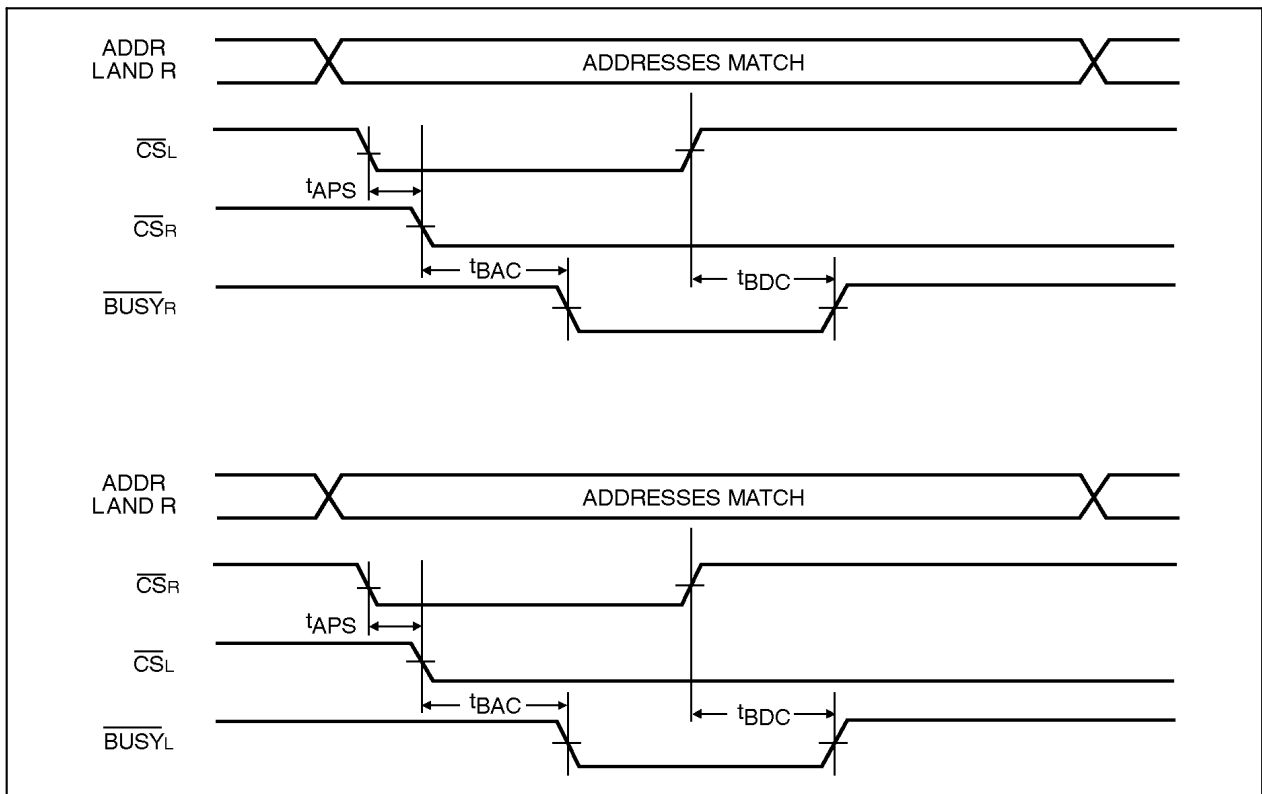 ADDR
L AND R
ADDRESSES MATCH
CSL
tAPS
CSR
tBAC
tBDC
BUSYR
ADDR
L AND R
ADDRESSES MATCH
CSR
tAPS
CSL
tBAC
tBDC
BUSYL